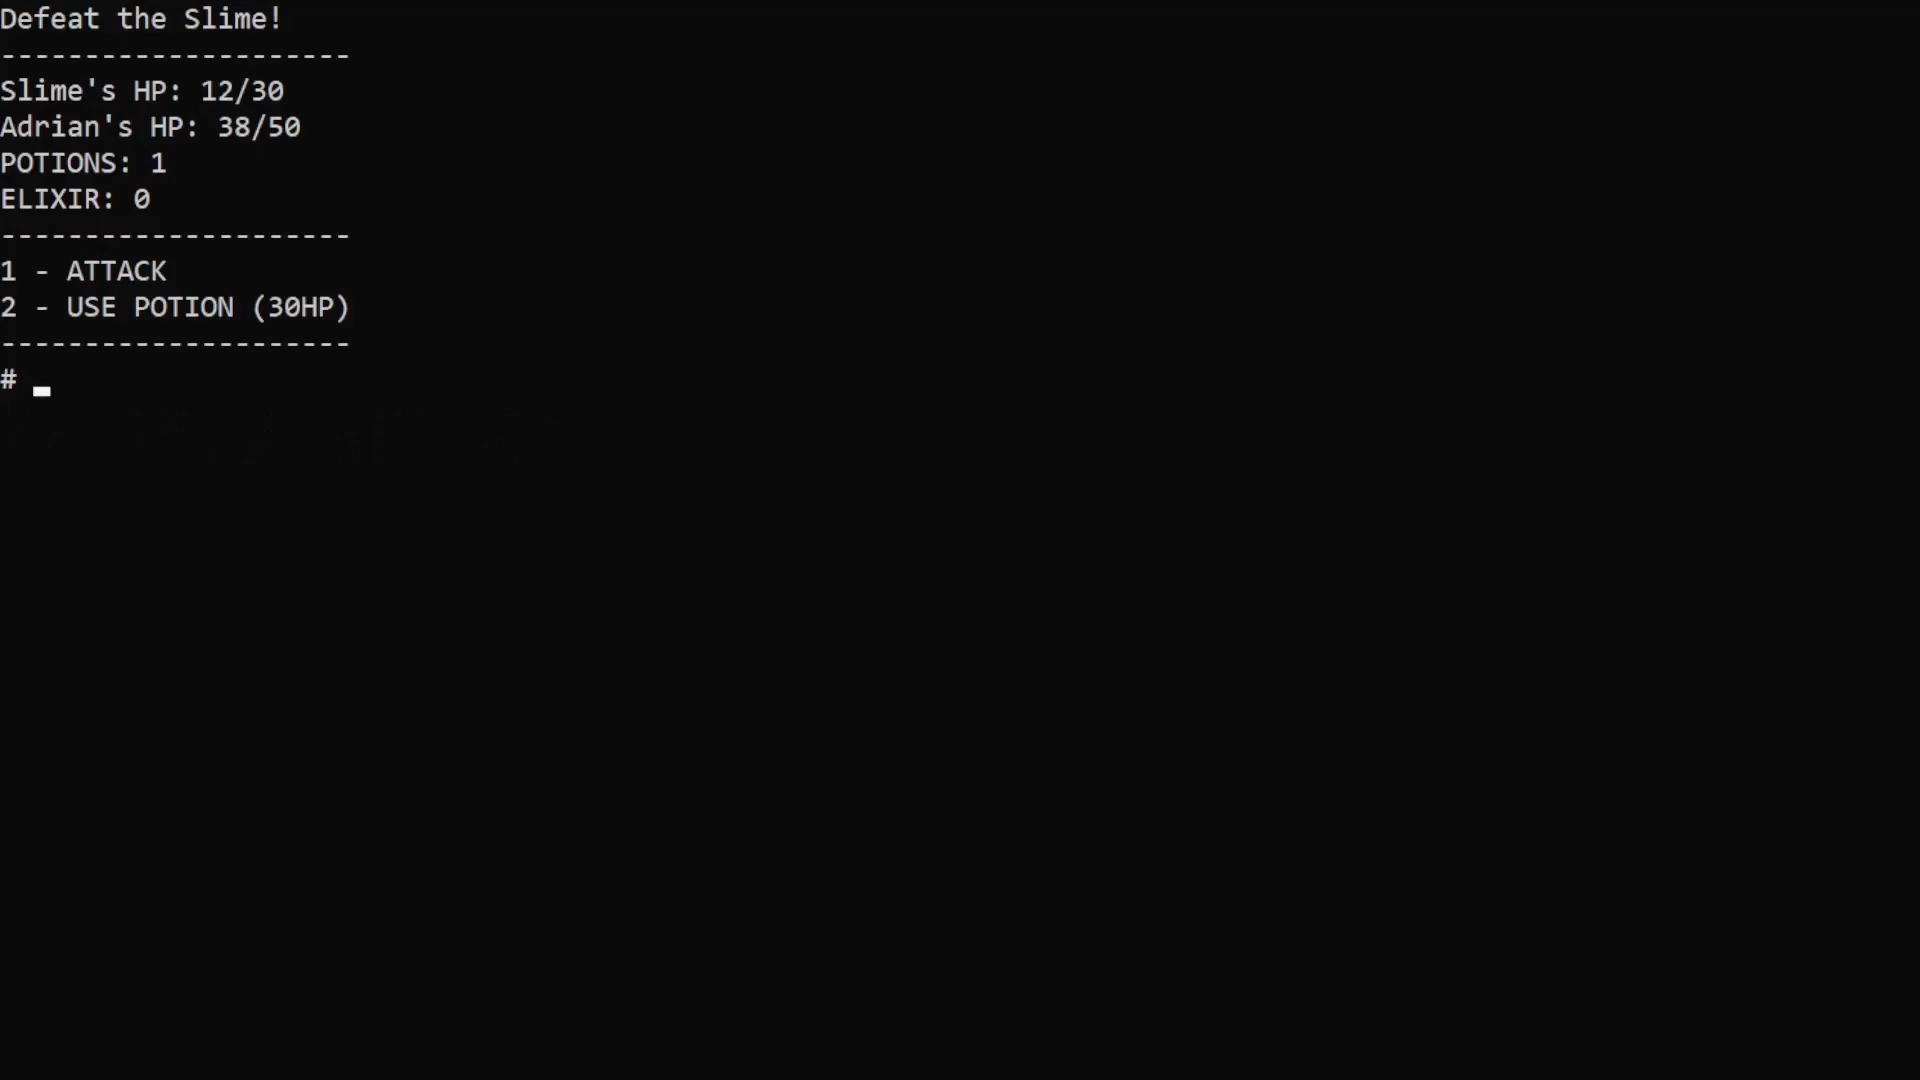 Defeat the Slime!
---------------------
Slime's HP: 12/30
Adrian's HP: 38/50
POTIONS: 1
ELIXIR: 0
---------------------
1 - ATTACK
2 - USE POTION (30HP)
---------------------
#